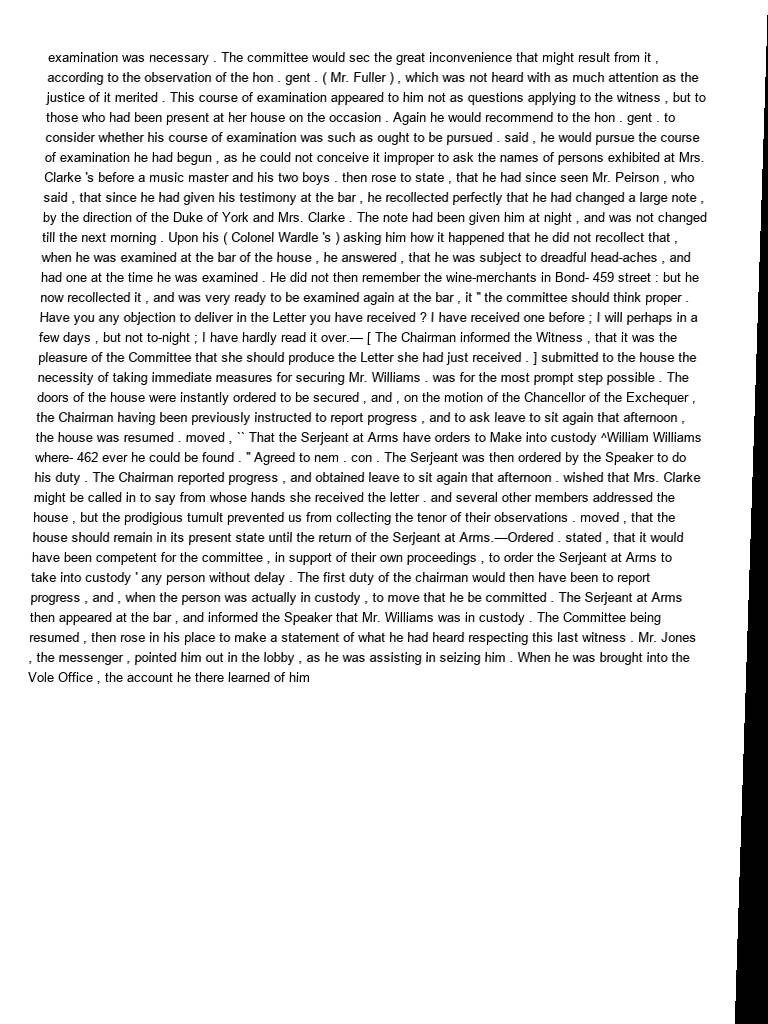 examination was necessary . The committee would sec the great inconvenience that might result from it ,
according to the observation of the hon . gent . ( Mr. Fuller ) , which was not heard with as much attention as the
justice of it merited . This course of examination appeared to him not as questions applying to the witness , but to
those who had been present at her house on the occasion . Again he would recommend to the hon . gent . to
consider whether his course of examination was such as ought to be pursued . said , he would pursue the course
of examination he had begun , as he could not conceive it improper to ask the names of persons exhibited at Mrs.
Clarke 's before a music master and his two boys . then rose to state , that he had since seen Mr. Peirson , who
said , that since he had given his testimony at the bar , he recollected perfectly that he had changed a large note ,
by the direction of the Duke of York and Mrs. Clarke . The note had been given him at night , and was not changed
till the next morning . Upon his ( Colonel Wardle 's ) asking him how it happened that he did not recollect that ,
when he was examined at the bar of the house , he answered , that he was subject to dreadful head-aches , and
had one at the time he was examined . He did not then remember the wine-merchants in Bond- 459 street : but he
now recollected it , and was very ready to be examined again at the bar , it " the committee should think proper .
Have you any objection to deliver in the Letter you have received ? I have received one before ; I will perhaps in a
few days , but not to-night ; I have hardly read it over.— [ The Chairman informed the Witness , that it was the
pleasure of the Committee that she should produce the Letter she had just received . ] submitted to the house the
necessity of taking immediate measures for securing Mr. Williams . was for the most prompt step possible . The
doors of the house were instantly ordered to be secured , and , on the motion of the Chancellor of the Exchequer ,
the Chairman having been previously instructed to report progress , and to ask leave to sit again that afternoon ,
the house was resumed . moved , `` That the Serjeant at Arms have orders to Make into custody ^William Williams
where- 462 ever he could be found . " Agreed to nem . con . The Serjeant was then ordered by the Speaker to do
his duty . The Chairman reported progress , and obtained leave to sit again that afternoon . wished that Mrs. Clarke
might be called in to say from whose hands she received the letter . and several other members addressed the
house , but the prodigious tumult prevented us from collecting the tenor of their observations . moved , that the
house should remain in its present state until the return of the Serjeant at Arms.—Ordered . stated , that it would
have been competent for the committee , in support of their own proceedings , to order the Serjeant at Arms to
take into custody ' any person without delay . The first duty of the chairman would then have been to report
progress , and , when the person was actually in custody , to move that he be committed . The Serjeant at Arms
then appeared at the bar , and informed the Speaker that Mr. Williams was in custody . The Committee being
resumed , then rose in his place to make a statement of what he had heard respecting this last witness . Mr. Jones
, the messenger , pointed him out in the lobby , as he was assisting in seizing him . When he was brought into the
Vole Office , the account he there learned of him